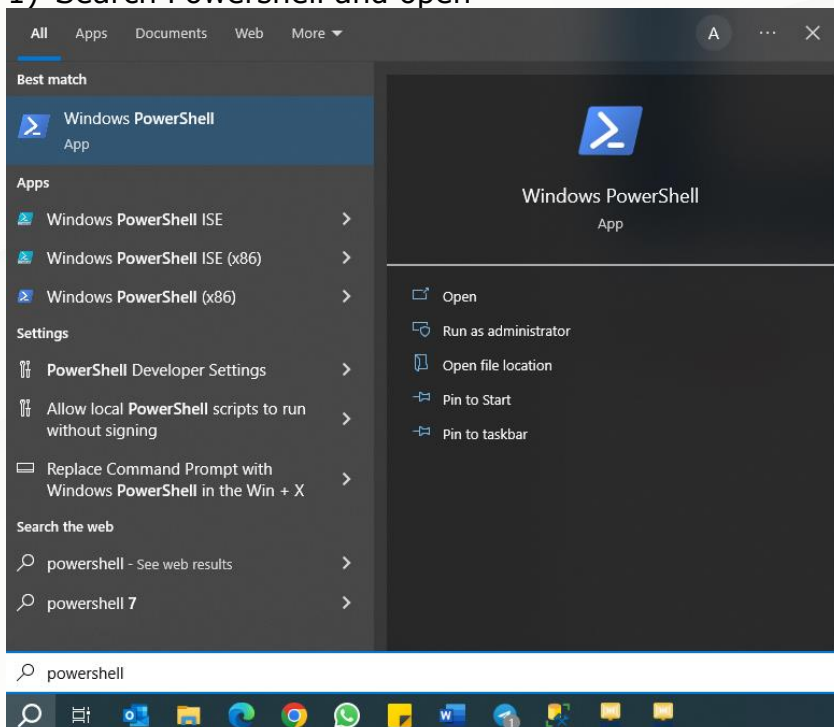 1) Search Powershell and open
All Apps Documents Web More A
Best match
Windows PowerShell
App
Apps
Windows PowerShell ISE
Windows PowerShell ISE (x86)
Windows PowerShell (x86)
Settings
PowerShell Developer Settings
Allow local PowerShell scripts to run
without signing
Replace Command Prompt with
Windows PowerShell in the Win + X
Search the web
powershell - See web results
powershell 7
Windows PowerShell
App
Open
Run as administrator
Open file location
Pin to Start
Pin to taskbar
powershell